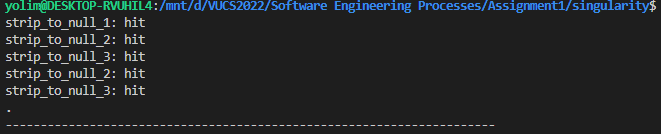 yolim@DESKTOP-RVUHIL4:/mnt/d/VUCS2022/Software Engineering Processes/Assignment1/singularity$
strip_to_null_1: hit
strip_to_null_2: hit
strip_to_null_3: hit
strip_to_null_2: hit
strip_to_null_3: hit
.
----------------------------------------------------------------------